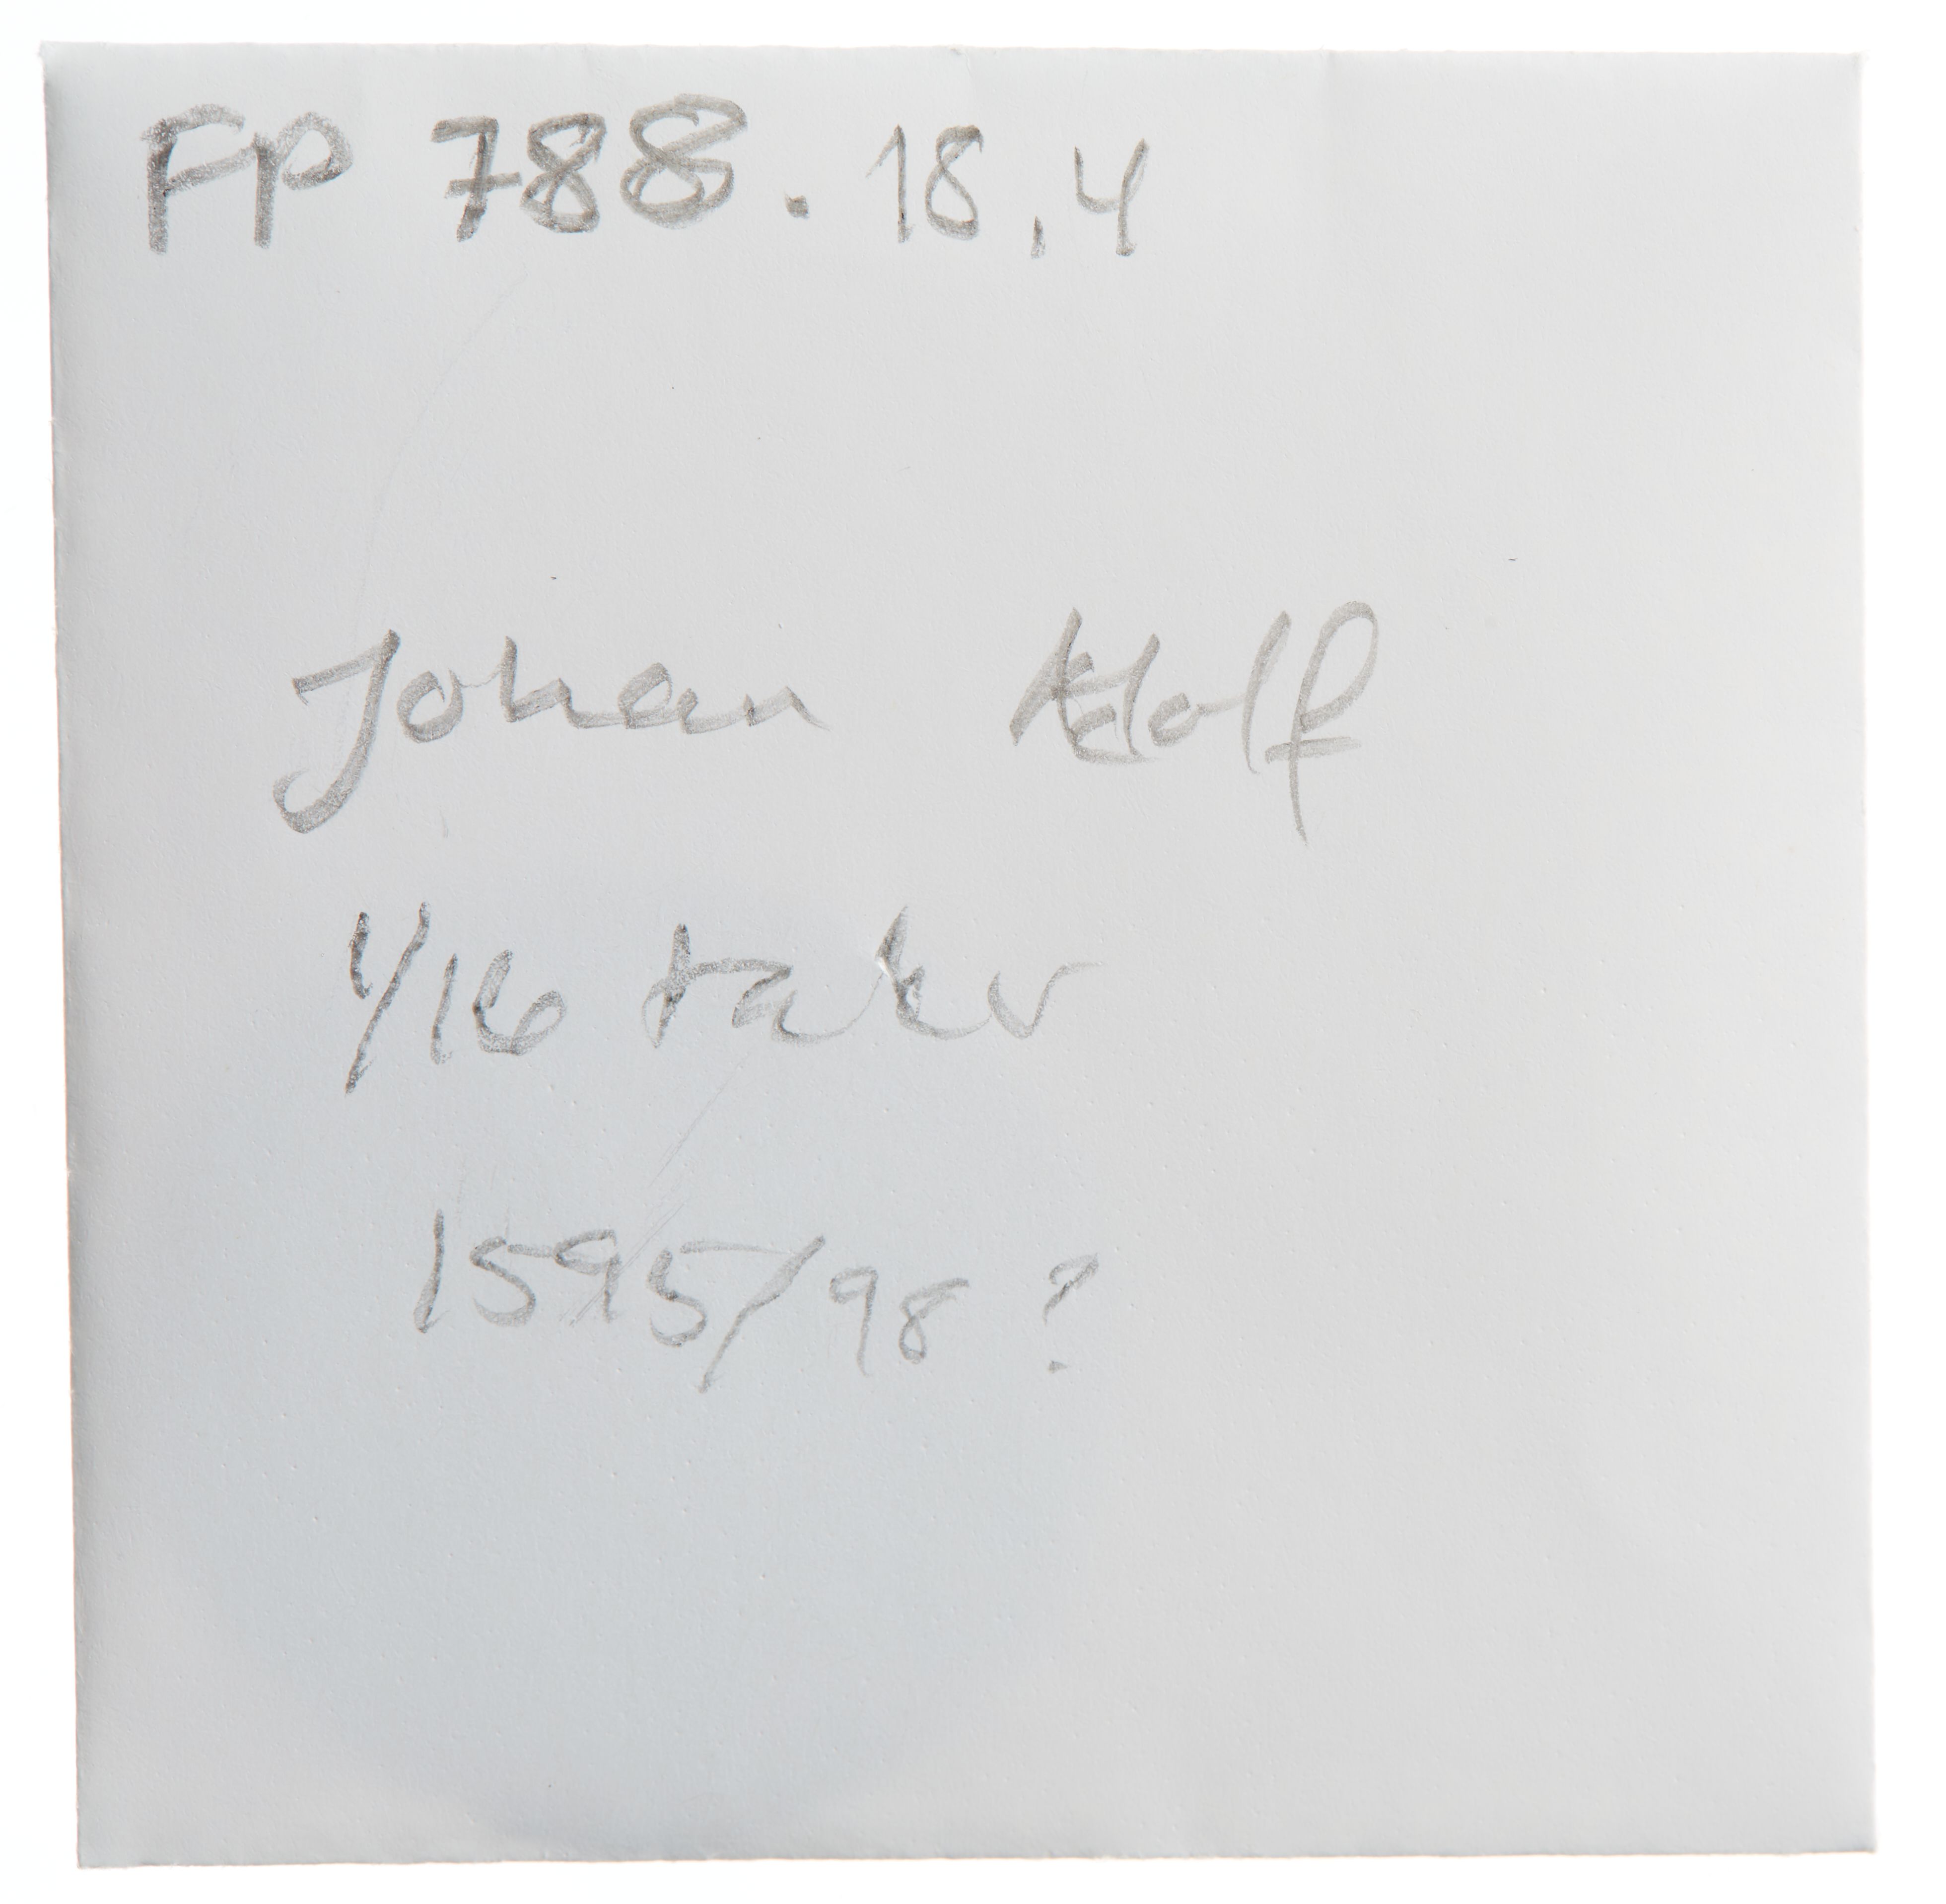 FP 788.18.4
Johan Adolf
1/16 taler
1595/98?